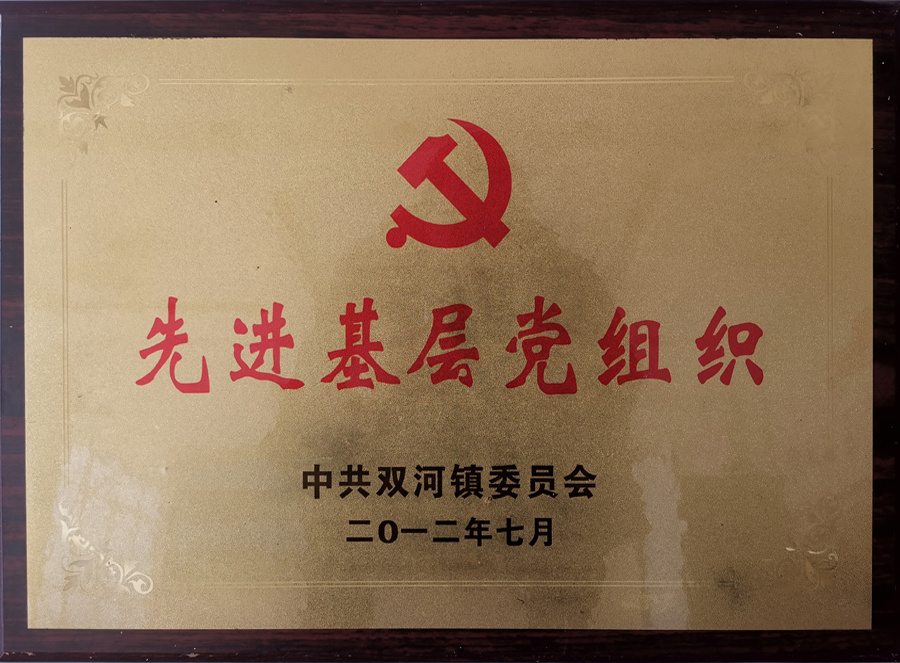 先进基层党组织
中共双河镇委员会
二0一二年七月